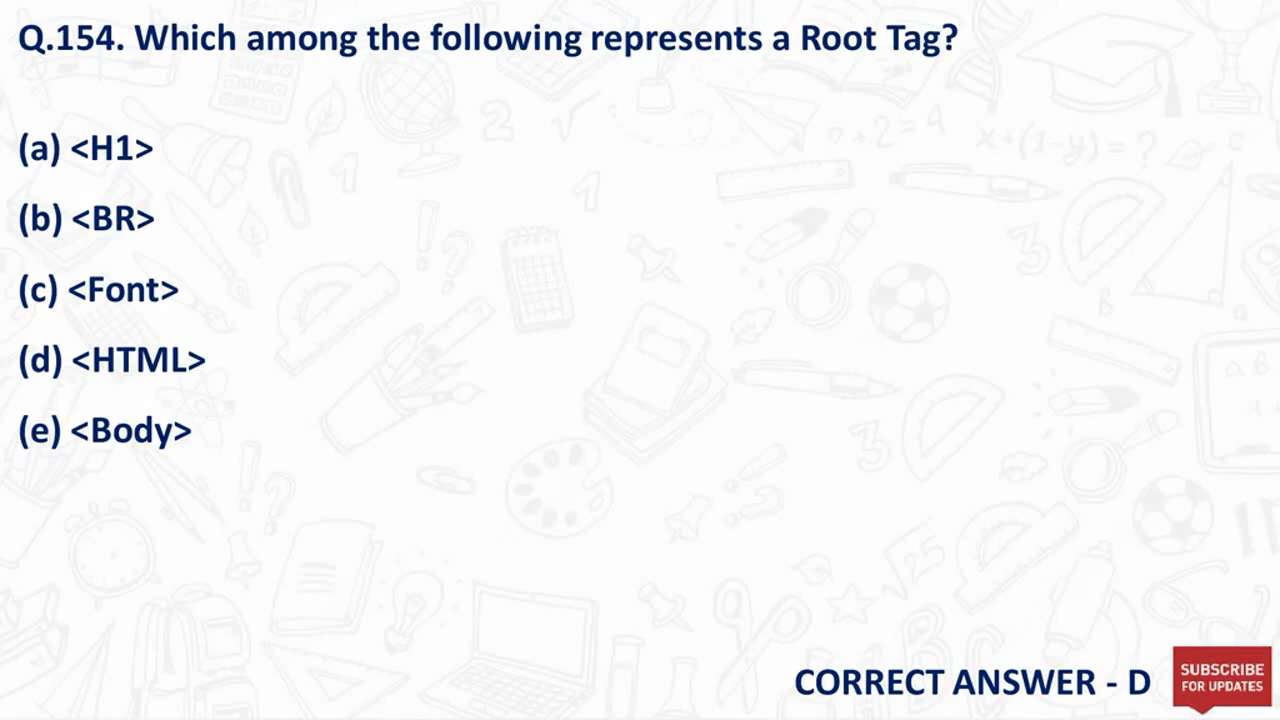 Q.154. Which among the following represents a Root Tag?
(a) <H1>
(b) <BR>
(c) <Font>
(d) <HTML>
(e) <Body>
CORRECT ANSWER - D
SUBSCRIBE
FOR UPDATES